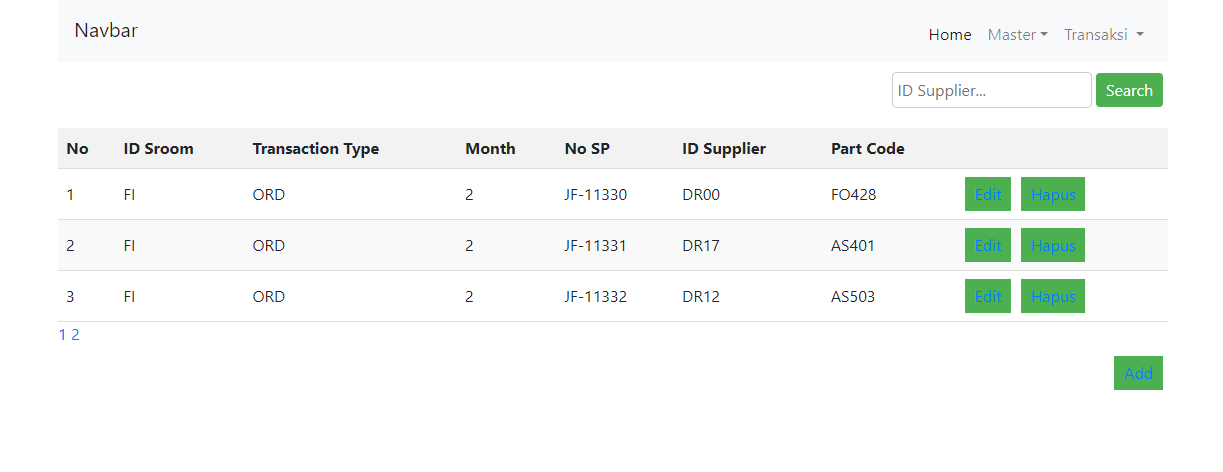 Navbar Home Master Transaksi
ID Supplier... Search
No ID Sroom Transaction Type Month No SP ID Supplier Part Code
1 FI ORD 2 JF-11330 DR00 FO428 Edit Hapus
2 FI ORD 2 JF-11331 DR17 AS401 Edit Hapus
3 FI ORD 2 JF-11332 DR12 AS503 Edit Hapus
1 2
Add